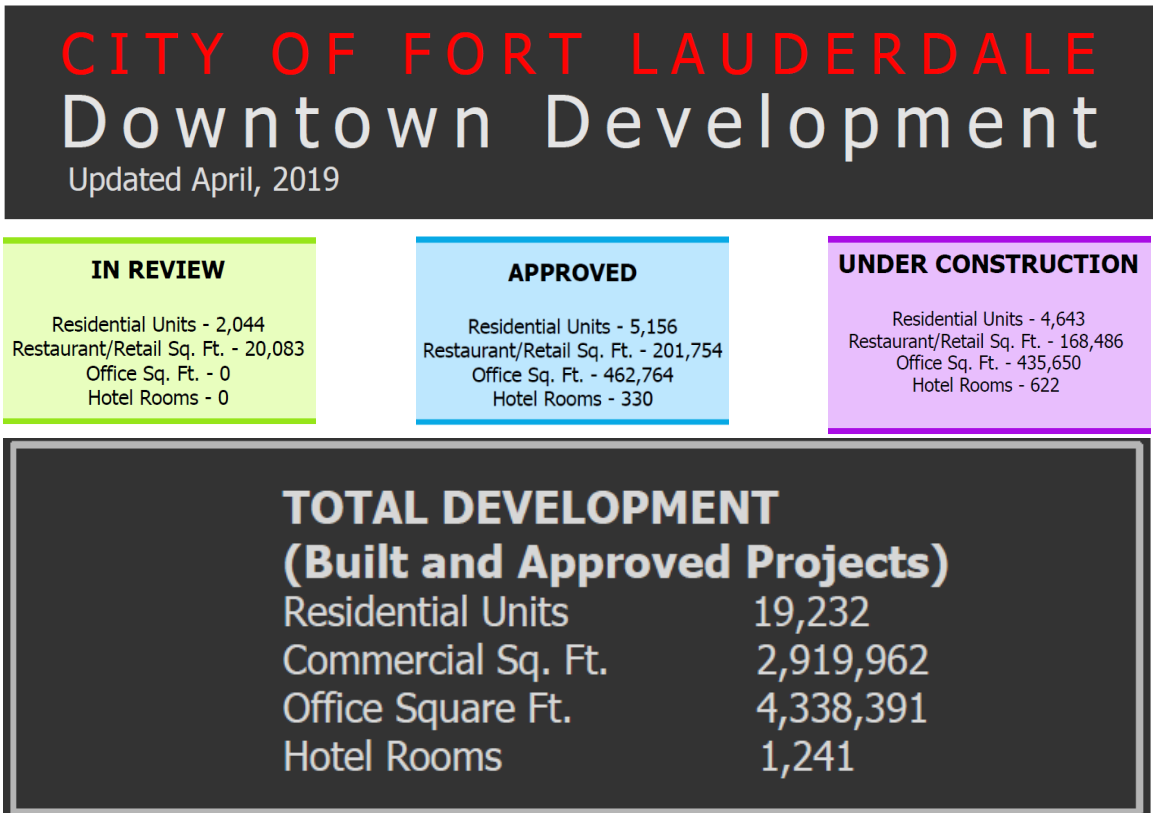 CITY OF FORT LAUDERDALE
Downtown Development
Updated April, 2019
IN REVIEW
Residential Units - 2,044
Restaurant/Retail Sq. Ft. - 20,083
Office Sq. Ft. - 0
Hotel Rooms - 0
APPROVED
Residential Units - 5,156
Restaurant/Retail Sq. Ft. - 201,754
Office Sq. Ft. - 462,764
Hotel Rooms - 330
UNDER CONSTRUCTION
Residential Units - 4,643
Restaurant/Retail Sq. Ft. - 168,486
Office Sq. Ft. - 435,650
Hotel Rooms - 622
TOTAL DEVELOPMENT
(Built and Approved Projects)
Residential Units 19,232
Commercial Sq. Ft. 2,919,962
Office Square Ft. 4,338,391
Hotel Rooms 1,241